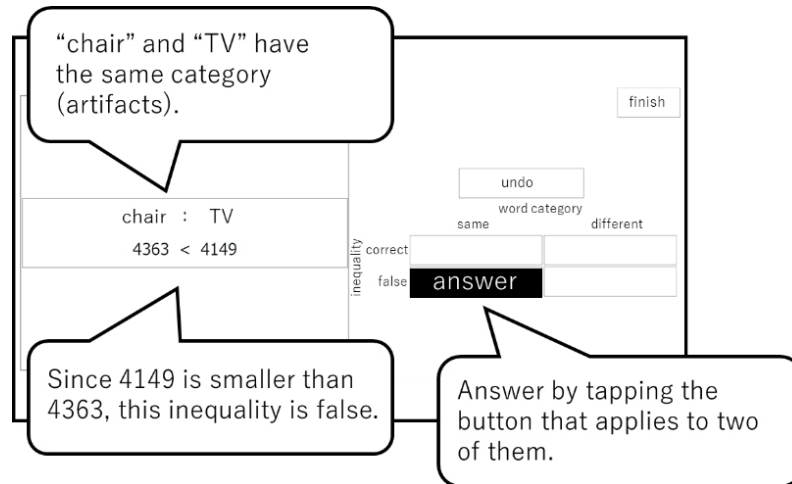 “chair” and “TV” have
the same category
(artifacts).
finish
undo
word category
same different
chair : TV
4363 < 4149
inequality
correct
false answer
Since 4149 is smaller than
4363, this inequality is false.
Answer by tapping the
button that applies to two
of them.